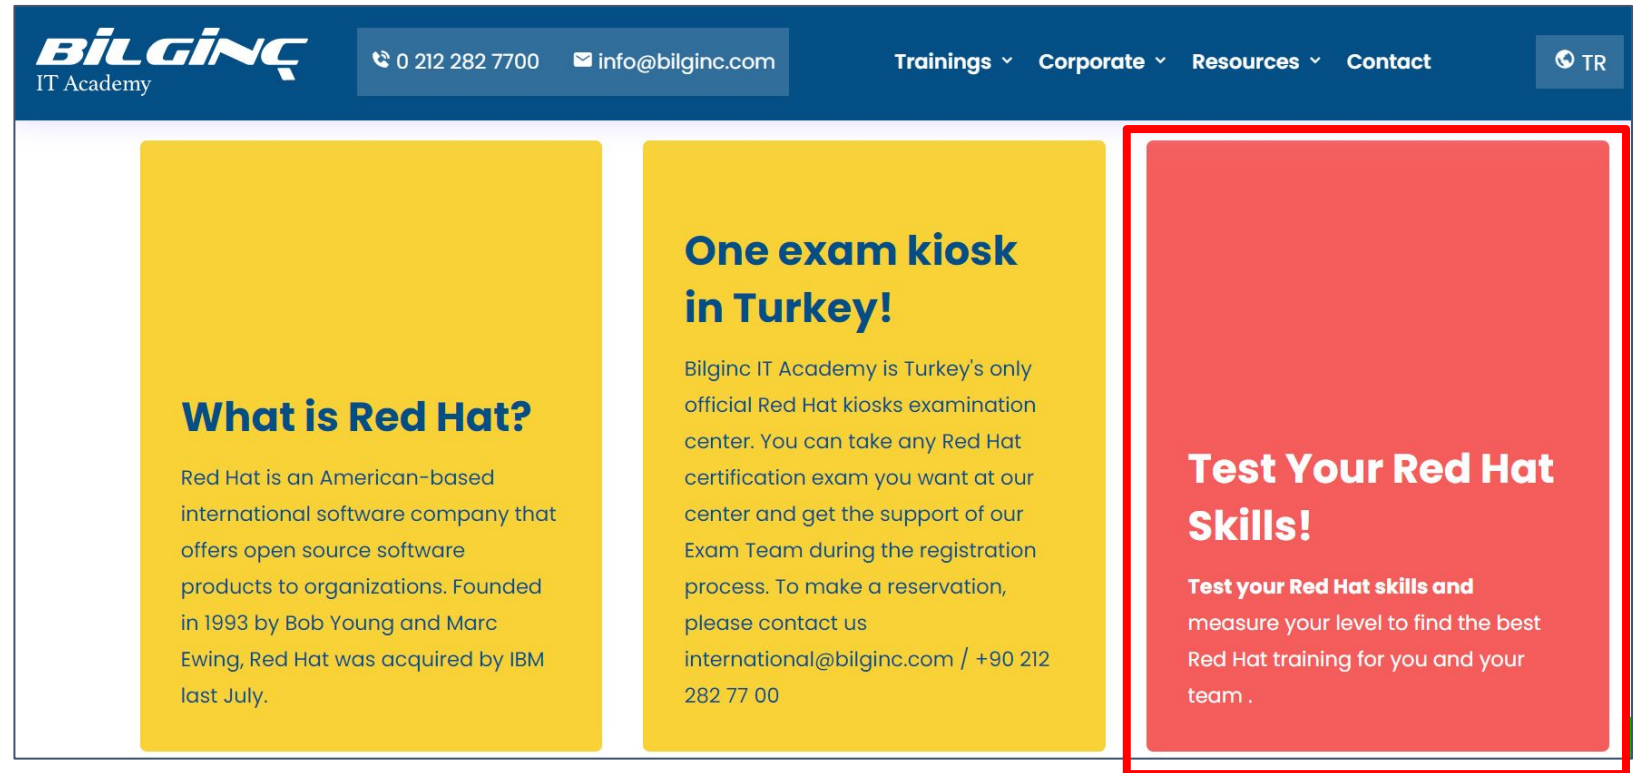 BİLGİNÇ
IT Academy
0 212 282 7700
info@bilginc.com
Trainings
Corporate
Resources
Contact
TR
What is Red Hat?
Red Hat is an American-based
international software company that
offers open source software
products to organizations. Founded
in 1993 by Bob Young and Marc
Ewing, Red Hat was acquired by IBM
last July.
One exam kiosk
in Turkey!
Bilginc IT Academy is Turkey's only
official Red Hat kiosks examination
center. You can take any Red Hat
certification exam you want at our
center and get the support of our
Exam Team during the registration
process. To make a reservation,
please contact us
international@bilginc.com / +90 212
282 77 00
Test Your Red Hat
Skills!
Test your Red Hat skills and
measure your level to find the best
Red Hat training for you and your
team .